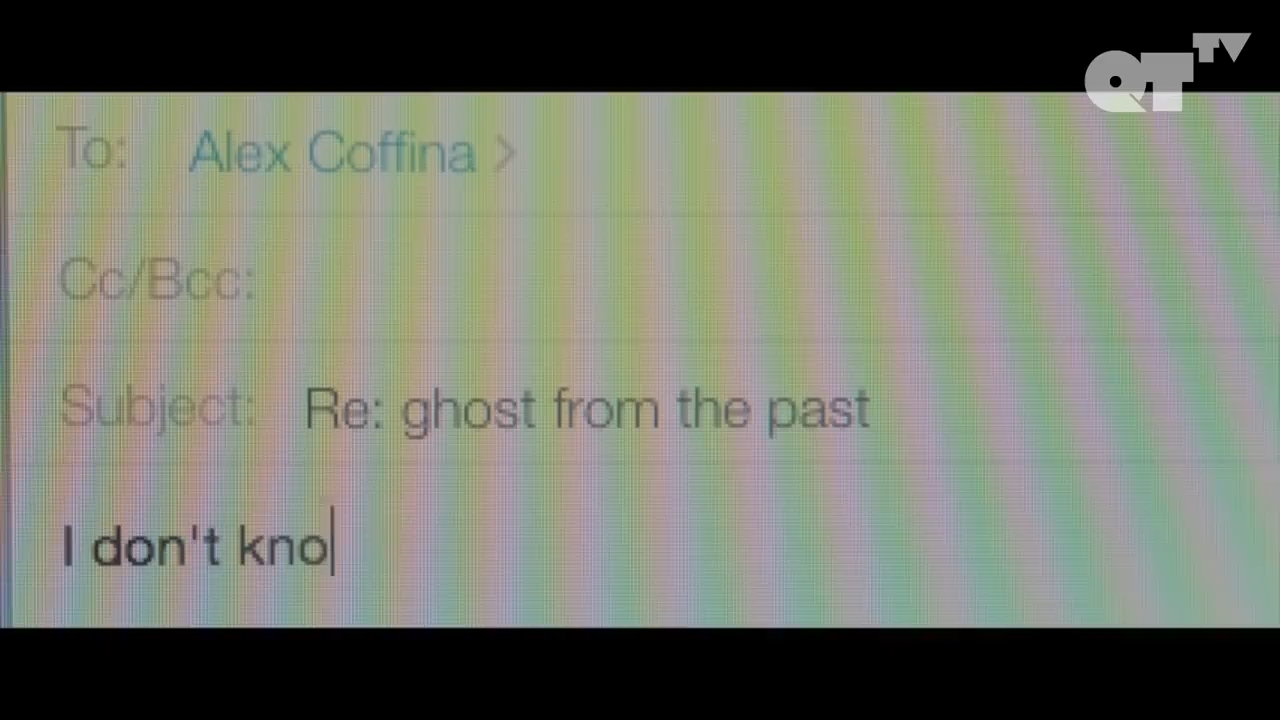 QT TV
To: Alex Coffina >
Cc/Bcc:
Subject: Re: ghost from the past
I don't kno